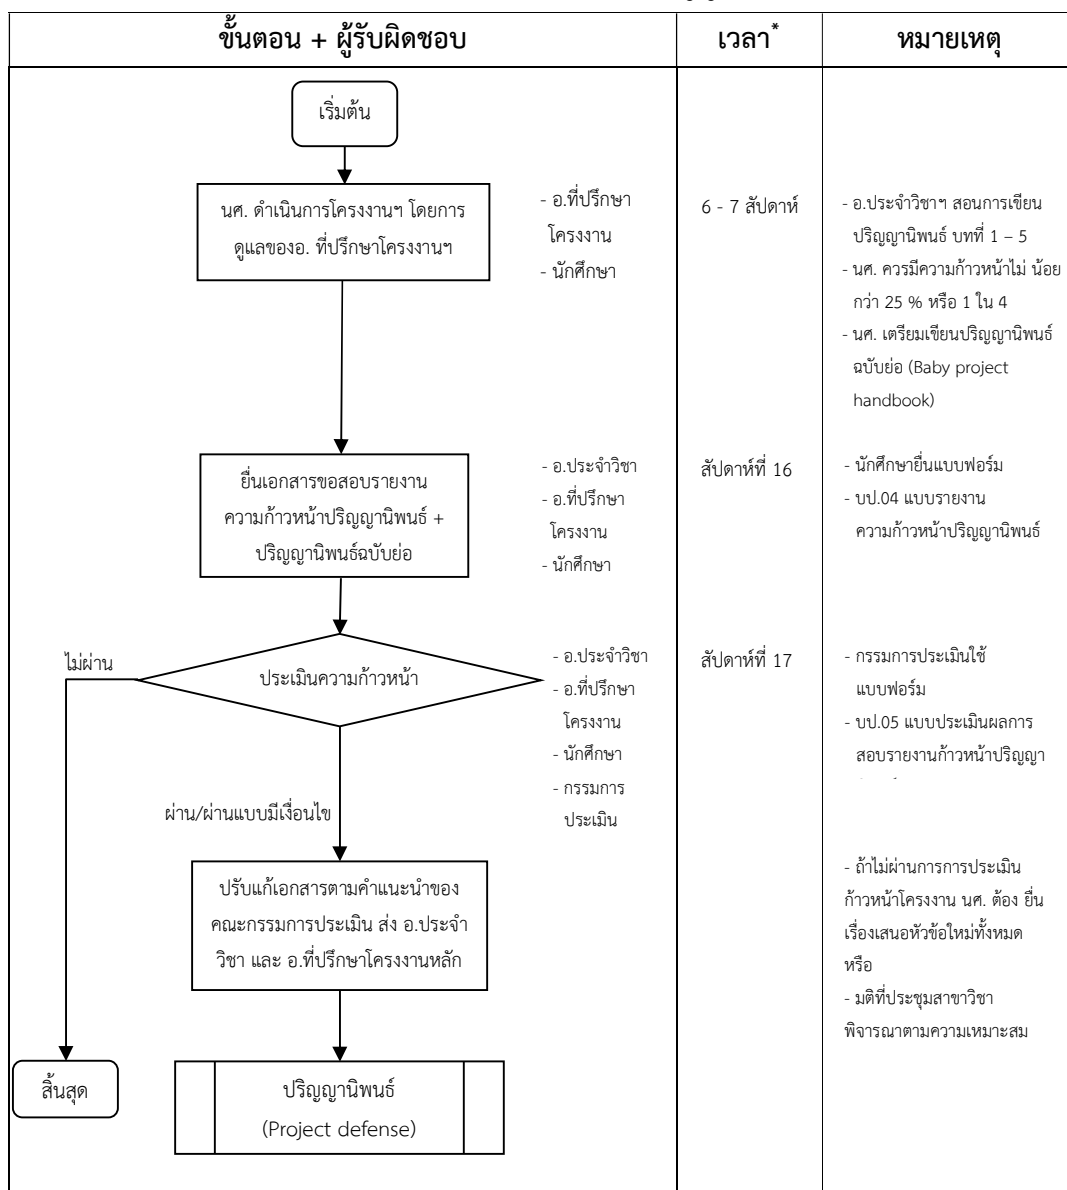 ขั้นตอน + ผู้รับผิดชอบ
เวลา*
หมายเหตุ
เริ่มต้น
นศ. ดำเนินการโครงงานฯ โดยการ
ดูแลของอ. ที่ปรึกษาโครงงานฯ
- อ.ที่ปรึกษา
โครงงาน
- นักศึกษา
6 - 7 สัปดาห์
- อ.ประจำวิชาฯ สอนการเขียน
ปริญญานิพนธ์ บทที่ 1 – 5
- นศ. ควรมีความก้าวหน้าไม่ น้อย
กว่า 25 % หรือ 1 ใน 4
- นศ. เตรียมเขียนปริญญานิพนธ์
ฉบับย่อ (Baby project
handbook)
ยื่นเอกสารขอสอบรายงาน
ความก้าวหน้าปริญญานิพนธ์ +
ปริญญานิพนธ์ฉบับย่อ
- อ.ประจำวิชา
- อ.ที่ปรึกษา
โครงงาน
- นักศึกษา
สัปดาห์ที่ 16
- นักศึกษายื่นแบบฟอร์ม
- บป.04 แบบรายงาน
ความก้าวหน้าปริญญานิพนธ์
ไม่ผ่าน
ประเมินความก้าวหน้า
- อ.ประจำวิชา
- อ.ที่ปรึกษา
โครงงาน
- นักศึกษา
- กรรมการ
ประเมิน
สัปดาห์ที่ 17
- กรรมการประเมินใช้
แบบฟอร์ม
- บป.05 แบบประเมินผลการ
สอบรายงานก้าวหน้าปริญญา
ผ่าน/ผ่านแบบมีเงื่อนไข
ปรับแก้เอกสารตามคำแนะนำของ
คณะกรรมการประเมิน ส่ง อ.ประจำ
วิชา และ อ.ที่ปรึกษาโครงงานหลัก
- ถ้าไม่ผ่านการการประเมิน
ก้าวหน้าโครงงาน นศ. ต้อง ยื่น
เรื่องเสนอหัวข้อใหม่ทั้งหมด
หรือ
- มติที่ประชุมสาขาวิชา
พิจารณาตามความเหมาะสม
สิ้นสุด
ปริญญานิพนธ์
(Project defense)